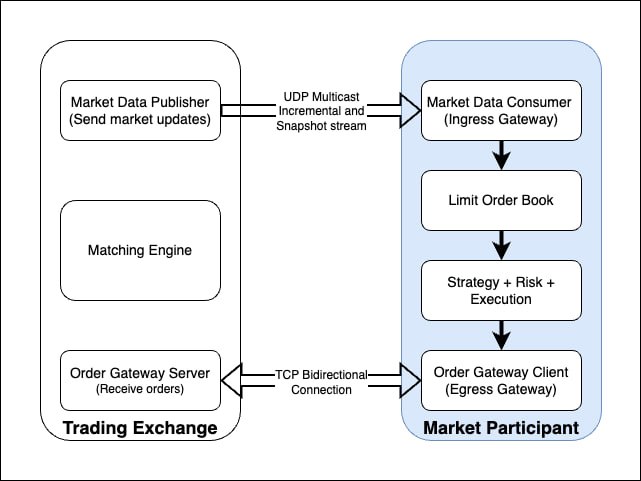 Market Data Publisher
(Send market updates)
UDP Multicast
Incremental and
Snapshot stream
Market Data Consumer
(Ingress Gateway)
Limit Order Book
Matching Engine
Strategy + Risk +
Execution
Order Gateway Server
(Receive orders)
TCP Bidirectional
Connection
Order Gateway Client
(Egress Gateway)
Trading Exchange
Market Participant